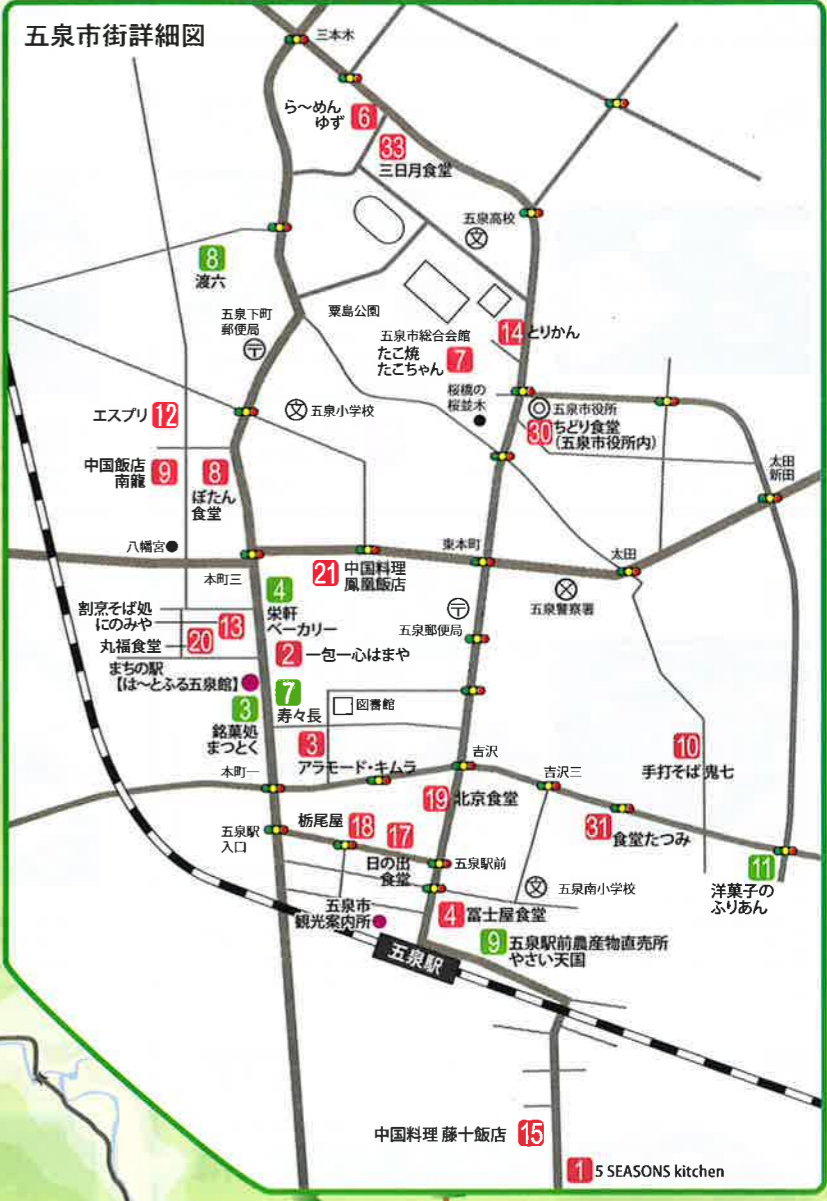 五泉市街詳細図
三本木
ら～めん
ゆず
6
33
三日月食堂
五泉高校
文
8
渡六
五泉下町
郵便局
〒
粟島公園
五泉市総合会館
たこ焼
たこちゃん
7
14
とりかん
桜橋の
桜並木
五泉市役所
30
ちどり食堂
(五泉市役所内)
エスプリ
12
文
五泉小学校
中国飯店
南龍
9
8
ぼたん
食堂
太田
新田
八幡宮
本町三
21
中国料理
鳳凰飯店
東本町
太田
4
栄軒
ベーカリー
〒
五泉郵便局
五泉警察署
割烹そば処
にのみや
13
丸福食堂
20
2
一包一心はまや
まちの駅
【は～とふる五泉館】
3
銘菓処
まつとく
7
寿々長
図書館
3
アラモード・キムラ
本町一
吉沢
吉沢三
10
手打そば 鬼七
19
北京食堂
31
食堂たつみ
五泉駅
入口
栃尾屋
18
17
日の出
食堂
五泉駅前
11
洋菓子の
ふりあん
文
五泉南小学校
五泉市
観光案内所
4
冨士屋食堂
9
五泉駅前農産物直売所
やさい天国
五泉駅
中国料理 藤十飯店
15
1
5 SEASONS kitchen